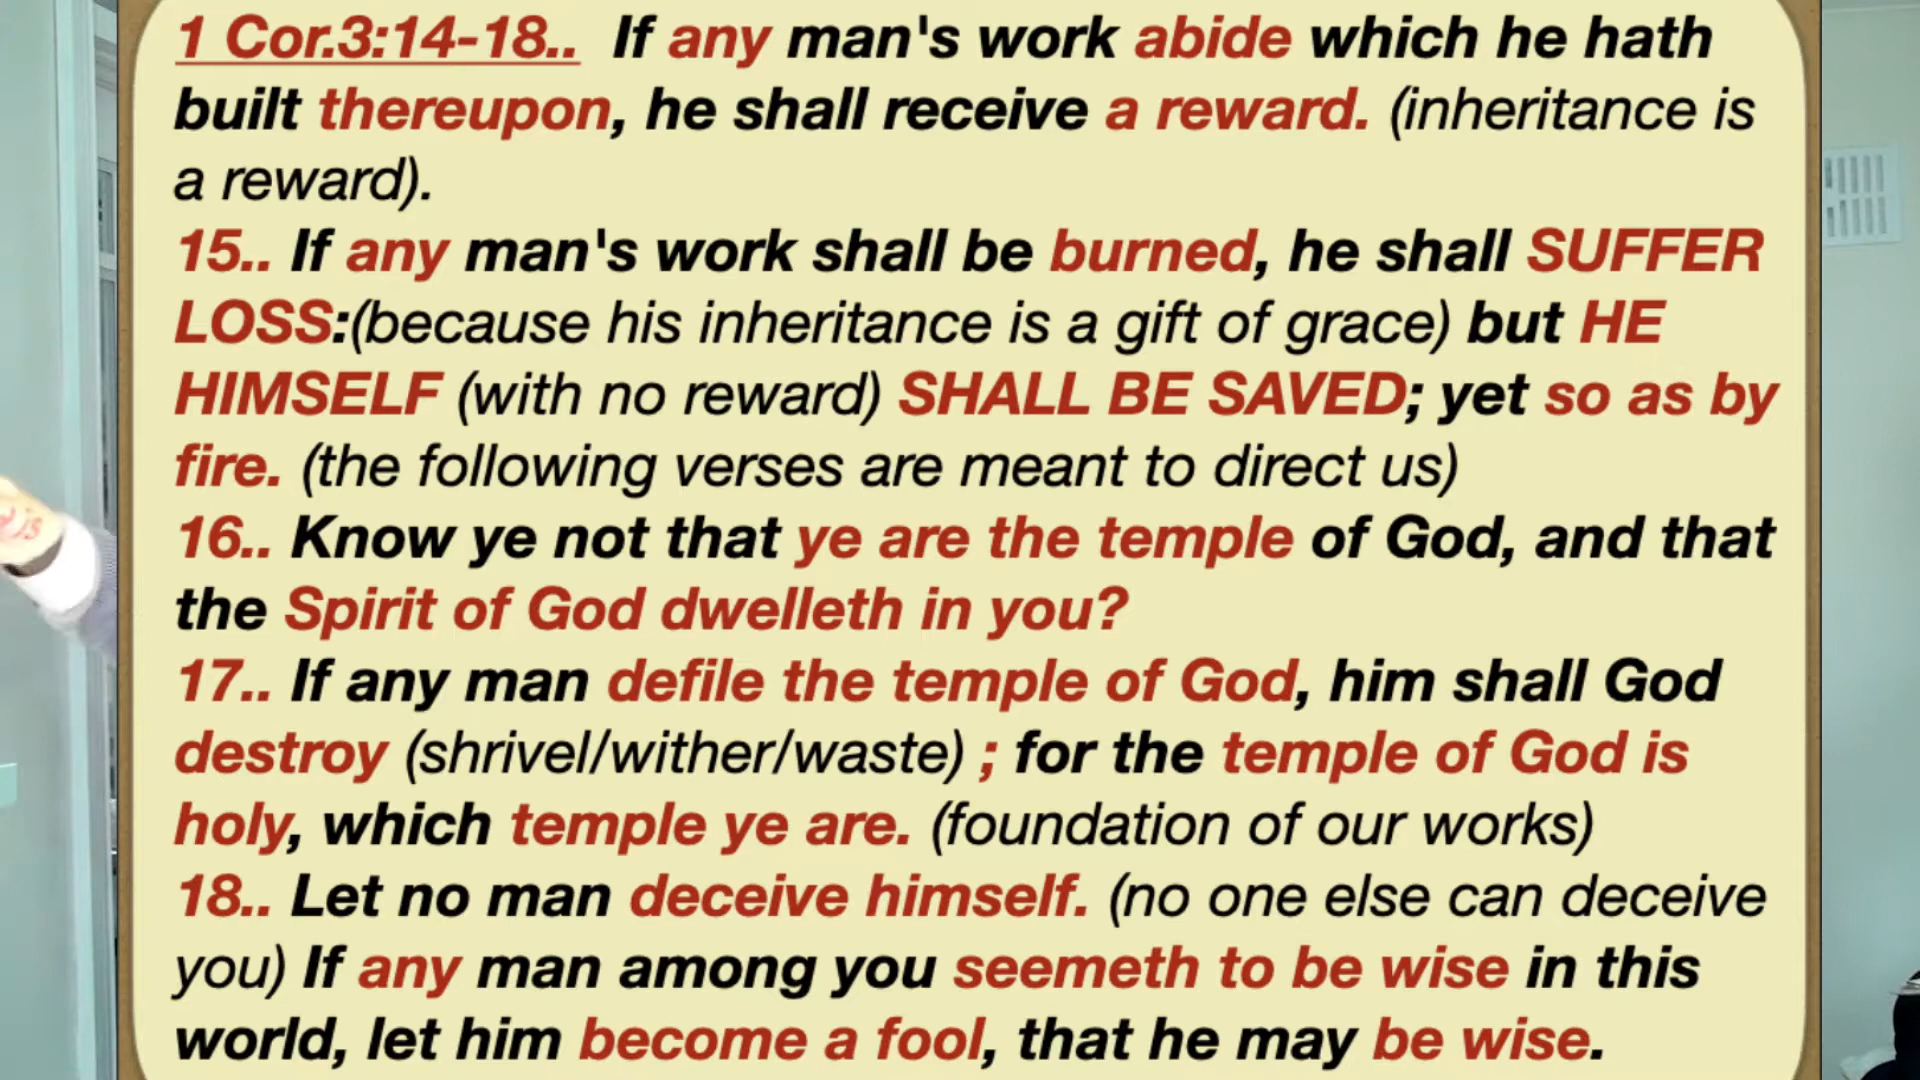 1 Cor.3:14-18.. If any man's work abide which he hath
built thereupon, he shall receive a reward. (inheritance is
a reward).
15.. If any man's work shall be burned, he shall SUFFER
LOSS:(because his inheritance is a gift of grace) but HE
HIMSELF (with no reward) SHALL BE SAVED; yet so as by
fire. (the following verses are meant to direct us)
16.. Know ye not that ye are the temple of God, and that
the Spirit of God dwelleth in you?
17.. If any man defile the temple of God, him shall God
destroy (shrivel/wither/waste) ; for the temple of God is
holy, which temple ye are. (foundation of our works)
18.. Let no man deceive himself. (no one else can deceive
you) If any man among you seemeth to be wise in this
world, let him become a fool, that he may be wise.